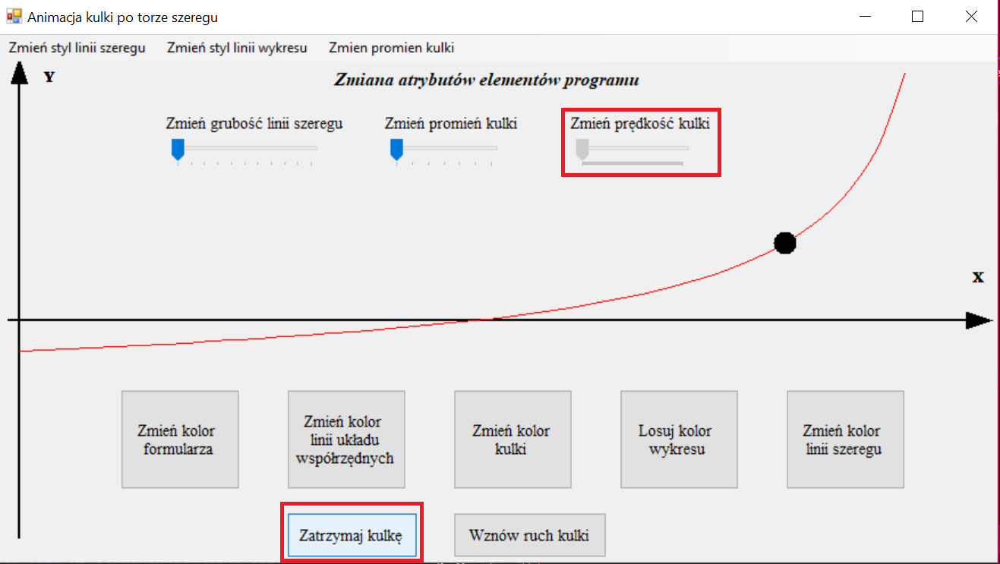 Animacja kulki po torze szeregu
Zmień styl linii szeregu Zmień styl linii wykresu Zmien promien kulki
Y
Zmiana atrybutów elementów programu
Zmień grubość linii szeregu Zmień promień kulki Zmień prędkość kulki
X
Zmień kolor
formularza
Zmień kolor
linii układu
współrzędnych
Zmień kolor
kulki
Losuj kolor
wykresu
Zmień kolor
linii szeregu
Zatrzymaj kulkę Wznów ruch kulki